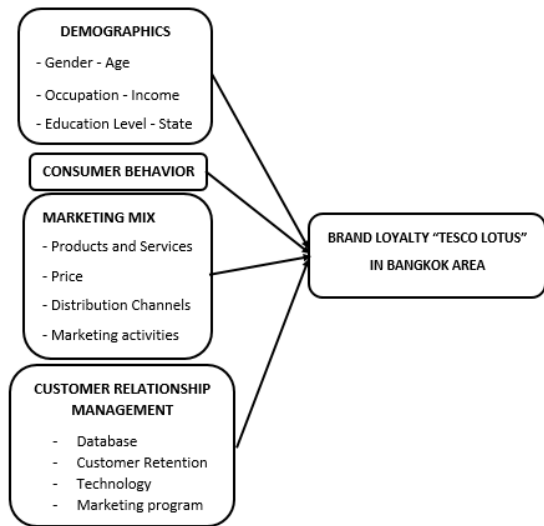 DEMOGRAPHICS
- Gender - Age
- Occupation - Income
- Education Level - State
CONSUMER BEHAVIOR
MARKETING MIX
- Products and Services
- Price
- Distribution Channels
- Marketing activities
CUSTOMER RELATIONSHIP
MANAGEMENT
- Database
- Customer Retention
- Technology
- Marketing program
BRAND LOYALTY “TESCO LOTUS”
IN BANGKOK AREA